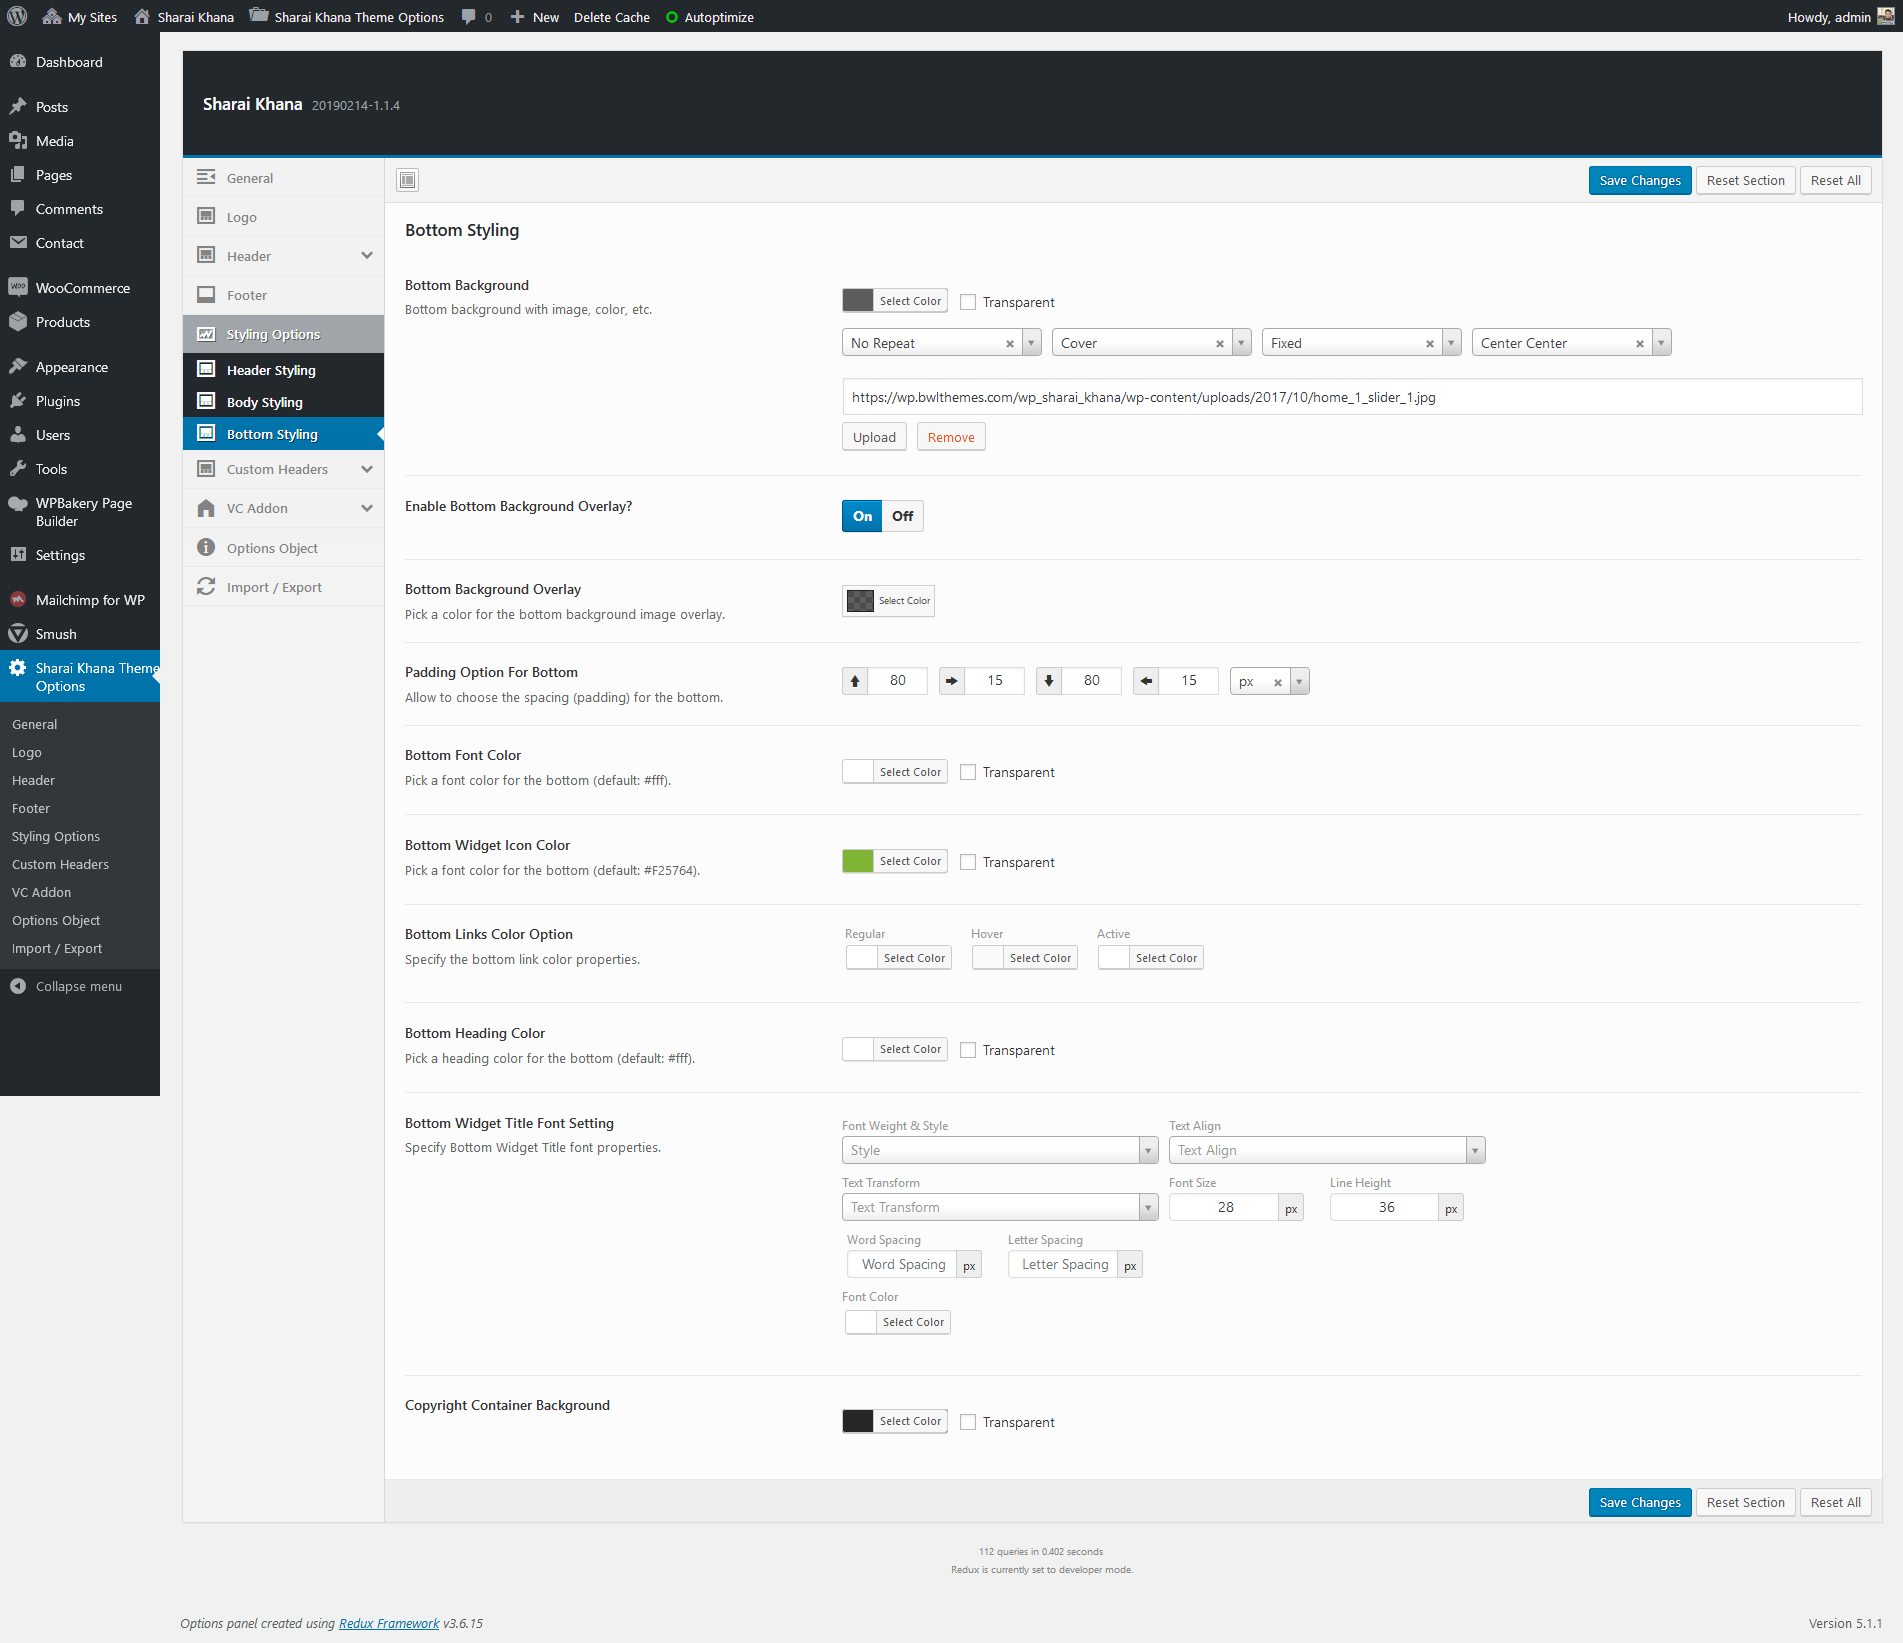 My Sites Sharai Khana Sharai Khana Theme Options 0 New Delete Cache Autoptimize Howdy, admin
Dashboard
Posts
Media
Pages
Comments
Contact
WooCommerce
Products
Appearance
Plugins
Users
Tools
WPBakery Page
Builder
Settings
Mailchimp for WP
Smush
Sharai Khana Theme
Options
General
Logo
Header
Footer
Styling Options
Custom Headers
VC Addon
Options Object
Import / Export
Collapse menu
Sharai Khana 20190214-1.1.4
General
Logo
Header
Footer
Styling Options
Header Styling
Body Styling
Bottom Styling
Custom Headers
VC Addon
Options Object
Import / Export
Save Changes Reset Section Reset All
Bottom Styling
Bottom Background
Bottom background with image, color, etc.
Select Color Transparent
No Repeat Cover Fixed Center Center
https://wp.bwlthemes.com/wp_sharai_khana/wp-content/uploads/2017/10/home_1_slider_1.jpg
Upload Remove
Enable Bottom Background Overlay?
On Off
Bottom Background Overlay
Pick a color for the bottom background image overlay.
Select Color
Padding Option For Bottom
Allow to choose the spacing (padding) for the bottom.
80 15 80 15 px
Bottom Font Color
Pick a font color for the bottom (default: #fff).
Select Color Transparent
Bottom Widget Icon Color
Pick a font color for the bottom (default: #F25764).
Select Color Transparent
Bottom Links Color Option
Specify the bottom link color properties.
Regular Hover Active
Select Color Select Color Select Color
Bottom Heading Color
Pick a heading color for the bottom (default: #fff).
Select Color Transparent
Bottom Widget Title Font Setting
Specify Bottom Widget Title font properties.
Font Weight & Style Text Align
Style Text Align
Text Transform Font Size Line Height
Text Transform 28 px 36 px
Word Spacing Letter Spacing
Word Spacing px Letter Spacing px
Font Color
Select Color
Copyright Container Background
Select Color Transparent
Save Changes Reset Section Reset All
112 queries in 0.402 seconds
Redux is currently set to developer mode.
Options panel created using Redux Framework v3.6.15
Version 5.1.1